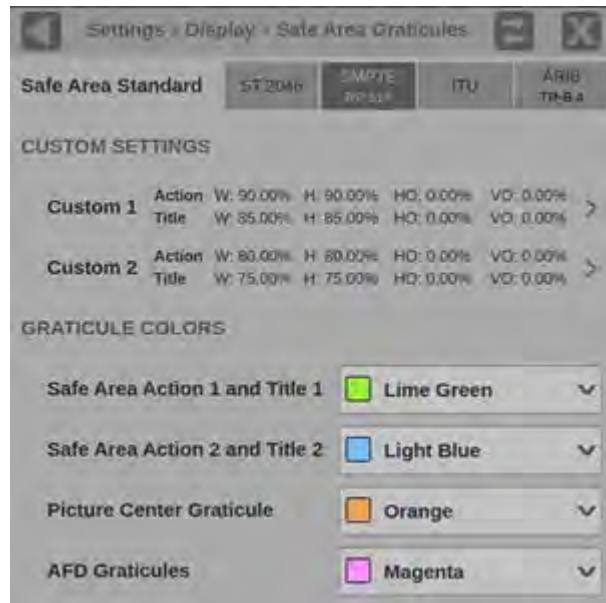 Settings › Display › Safe Area Graticules
Safe Area Standard
ST 2046
SMPTE
RP 218
ITU
ARIB
TR-B.4
CUSTOM SETTINGS
Custom 1
Action W: 90.00% H: 90.00% HO: 0.00% VO: 0.00%
Title W: 85.00% H: 85.00% HO: 0.00% VO: 0.00%
Custom 2
Action W: 80.00% H: 80.00% HO: 0.00% VO: 0.00%
Title W: 75.00% H: 75.00% HO: 0.00% VO: 0.00%
GRATICULE COLORS
Safe Area Action 1 and Title 1 Lime Green
Safe Area Action 2 and Title 2 Light Blue
Picture Center Graticule Orange
AFD Graticules Magenta